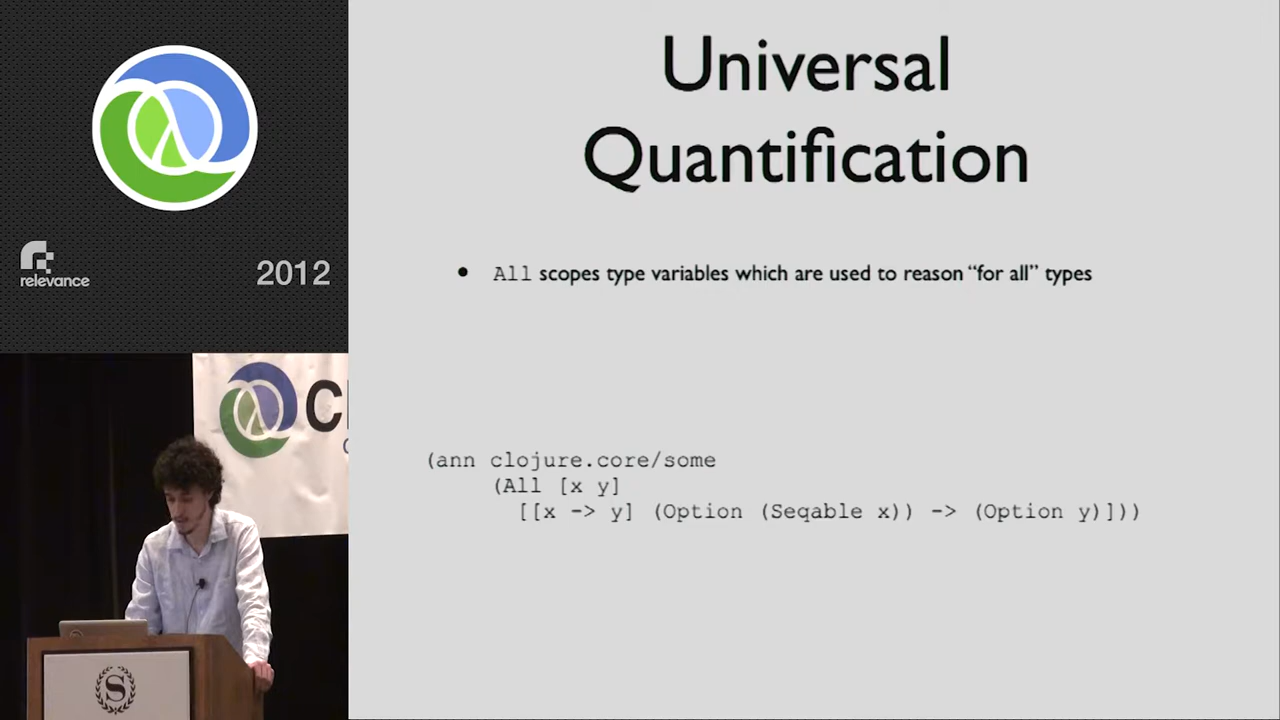 Universal
Quantification
• All scopes type variables which are used to reason “for all” types
(ann clojure.core/some
(All [x y]
[[x -> y] (Option (Seqable x)) -> (Option y)]))
relevance
2012
Cl
S